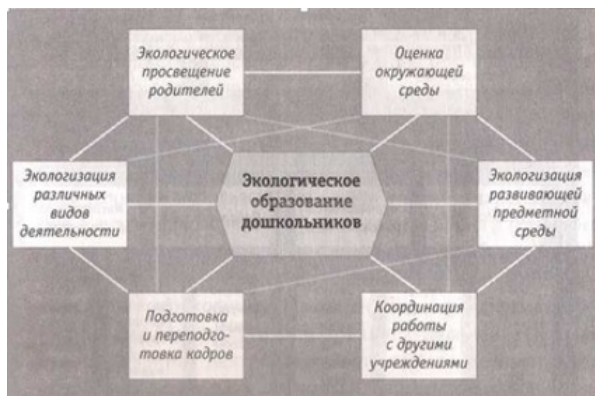 Экологическое
просвещение
родителей
Оценка
окружающей
среды
Экологизация
различных
видов
деятельности
Экологическое
образование
дошкольников
Экологизация
развивающей
предметной
среды
Подготовка
и переподго-
товка кадров
Координация
работы
с другими
учреждениями